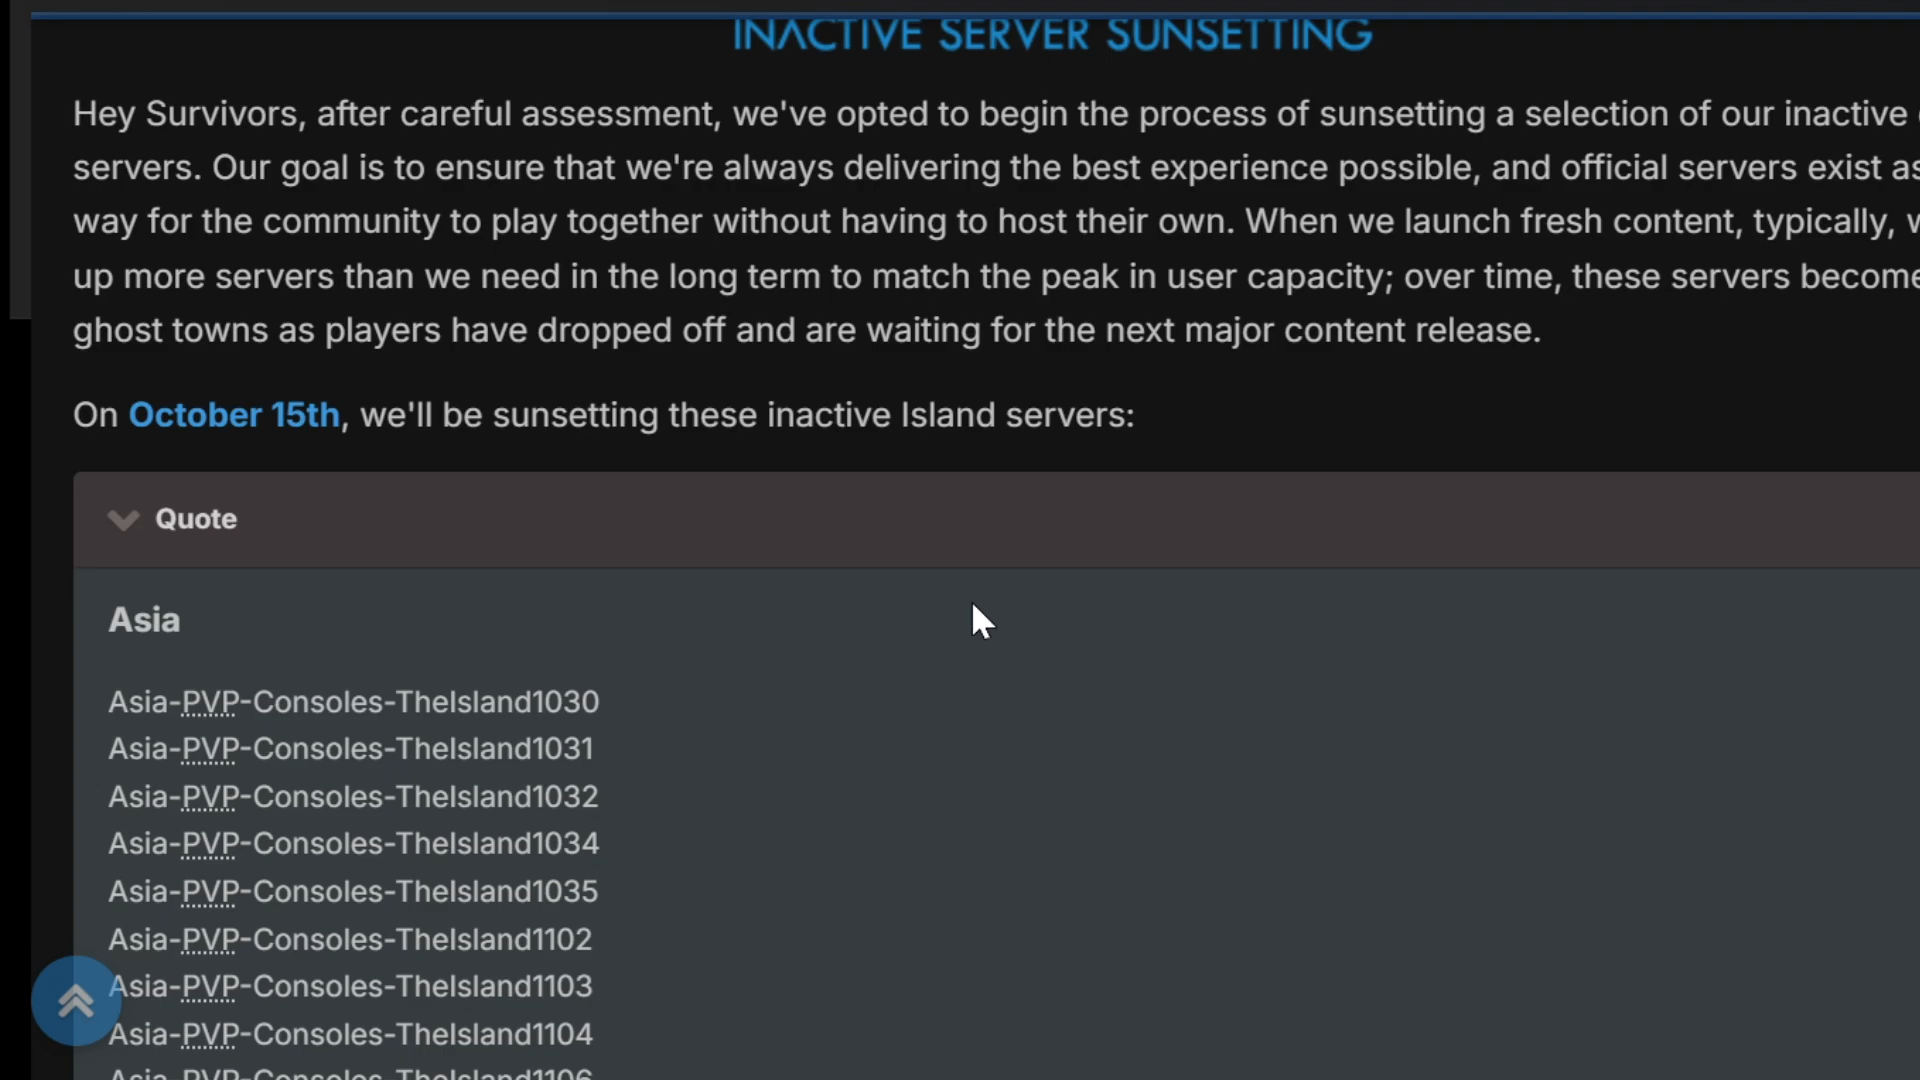 INACTIVE SERVER SUNSETTING
Hey Survivors, after careful assessment, we've opted to begin the process of sunsetting a selection of our inactive
servers. Our goal is to ensure that we're always delivering the best experience possible, and official servers exist as
way for the community to play together without having to host their own. When we launch fresh content, typically,
up more servers than we need in the long term to match the peak in user capacity; over time, these servers become
ghost towns as players have dropped off and are waiting for the next major content release.
On October 15th, we'll be sunsetting these inactive Island servers:
Quote
Asia
Asia-PVP-Consoles-TheIsland1030
Asia-PVP-Consoles-TheIsland1031
Asia-PVP-Consoles-TheIsland1032
Asia-PVP-Consoles-TheIsland1034
Asia-PVP-Consoles-TheIsland1035
Asia-PVP-Consoles-TheIsland1102
Asia-PVP-Consoles-TheIsland1103
Asia-PVP-Consoles-TheIsland1104
Asia-PVP-Consoles-TheIsland1106